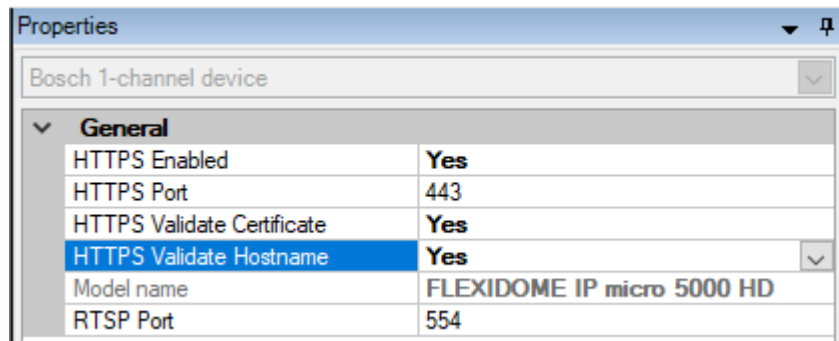 Properties
Bosch 1-channel device
General
HTTPS Enabled Yes
HTTPS Port 443
HTTPS Validate Certificate Yes
HTTPS Validate Hostname Yes
Model name FLEXIDOME IP micro 5000 HD
RTSP Port 554